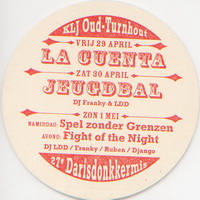 KLJ Oud-Turnhout
VRIJ 29 APRIL
LA CUENTA
ZAT 30 APRIL
JEUGDBAL
DJ Franky & LDD
ZON 1 MEI
NAMIDDAG: Spel zonder Grenzen
AVOND: Fight of the Night
DJ LDD / Franky / Ruben / Django
27e Darisdonkkermis